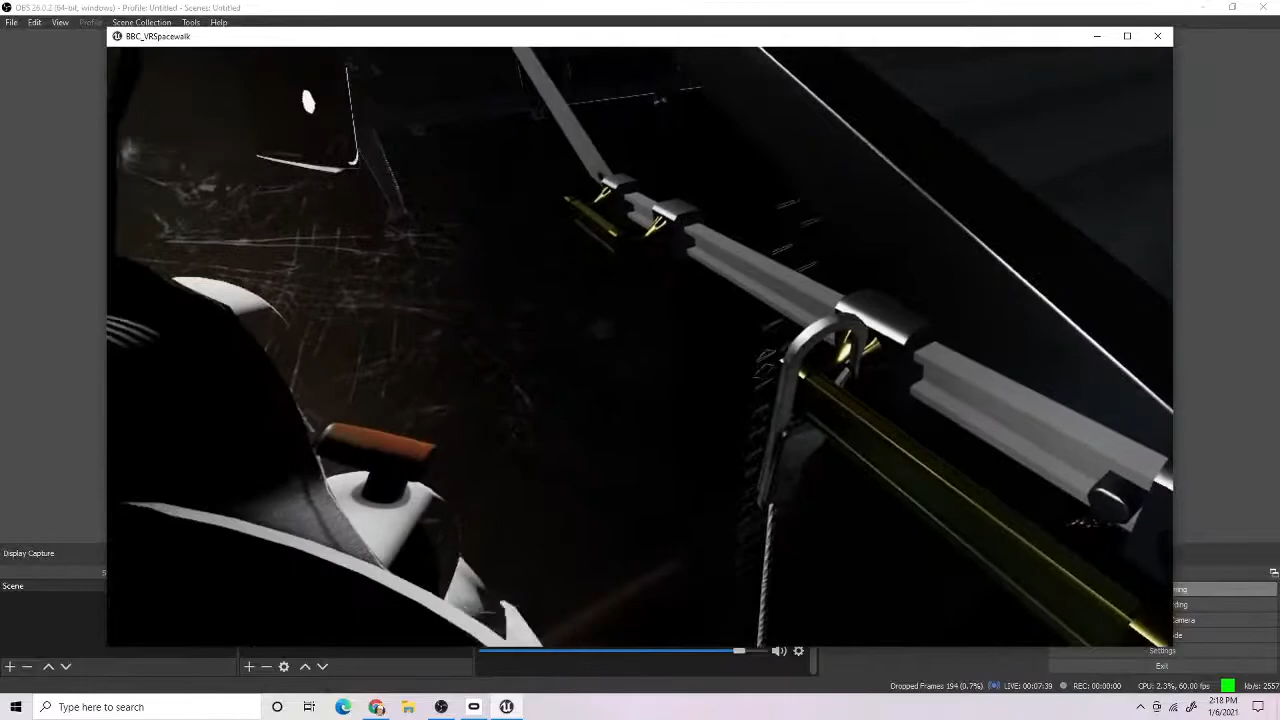 OBS 26.0.2 (64-bit, windows) - Profile: Untitled - Scenes: Untitled
File Edit View Profile Scene Collection Tools Help
BBC_VRSpacewalk
Display Capture
Scene
Settings
Exit
Dropped Frames 194 (0.7%) LIVE: 00:07:39 REC: 00:00:00 CPU: 2.3%, 60.00 fps kb/s: 2557
Type here to search
2:18 PM
1/6/2021